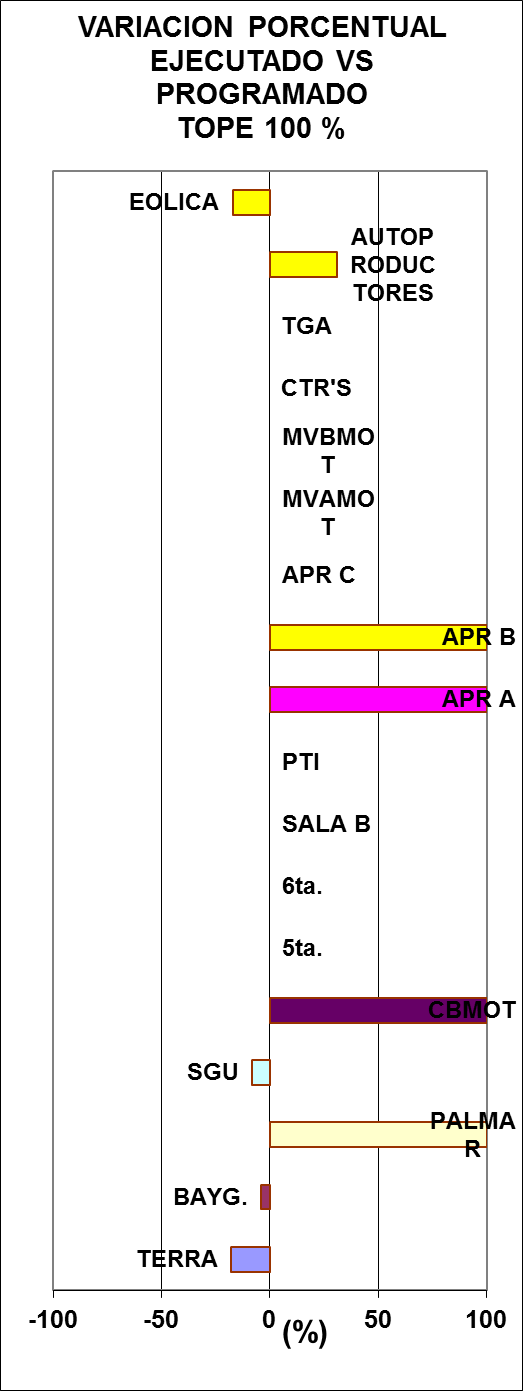 VARIACION PORCENTUAL
EJECUTADO VS
PROGRAMADO
TOPE 100 %
EOLICA
AUTOP
RODUC
TORES
TGA
CTR'S
MVBMO
T
MVAMO
T
APR C
APR B
APR A
PTI
SALA B
6ta.
5ta.
CBMOT
SGU
PALMA
R
BAYG.
TERRA
-100 -50 0 50 100
(%)